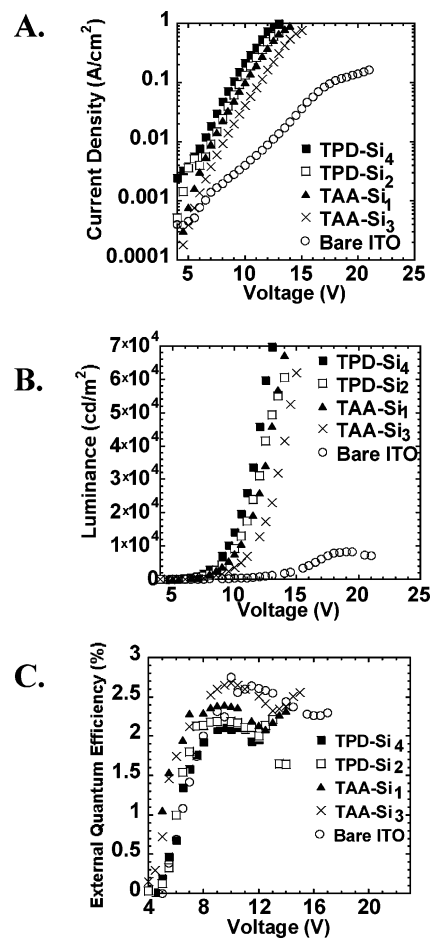 A.
Current Density (A/cm²)
1
0.1
0.01
0.001
0.0001
TPD-Si4
TPD-Si2
TAA-Si1
TAA-Si3
Bare ITO
5 10 15 20 25
Voltage (V)
B.
Luminance (cd/m²)
7×10⁴
6×10⁴
5×10⁴
4×10⁴
3×10⁴
2×10⁴
1×10⁴
0
TPD-Si4
TPD-Si2
TAA-Si1
TAA-Si3
Bare ITO
5 10 15 20 25
Voltage (V)
C.
External Quantum Efficiency (%)
3
2.5
2
1.5
1
0.5
0
TPD-Si4
TPD-Si2
TAA-Si1
TAA-Si3
Bare ITO
4 8 12 16 20
Voltage (V)